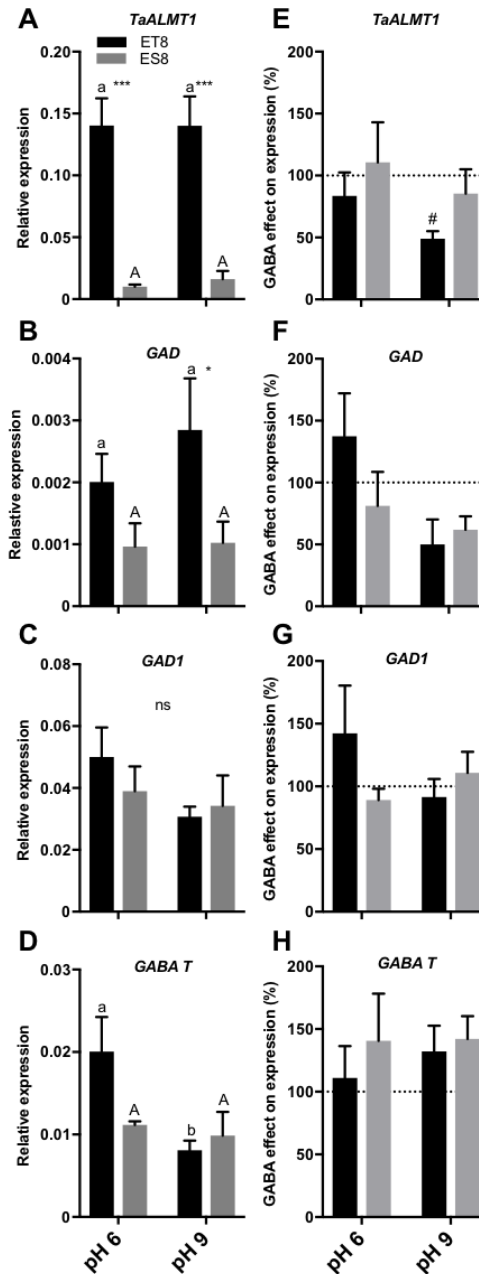 A
TaALMT1
ET8
ES8
Relative expression
0.20
0.15
0.10
0.05
0
a ***
A
a***
A
E
TaALMT1
GABA effect on expression (%)
200
150
100
50
0
#
B
GAD
Relastive expression
0.004
0.003
0.002
0.001
0
a
A
a *
A
F
GAD
GABA effect on expression (%)
200
150
100
50
0
C
GAD1
Relative expression
0.08
0.06
0.04
0.02
0
ns
G
GAD1
GABA effect on expression (%)
200
150
100
50
0
D
GABA T
Relative expression
0.03
0.02
0.01
0.00
a
A
b
A
pH 6
pH 9
H
GABA T
GABA effect on expression (%)
200
150
100
50
0
pH 6
pH 9